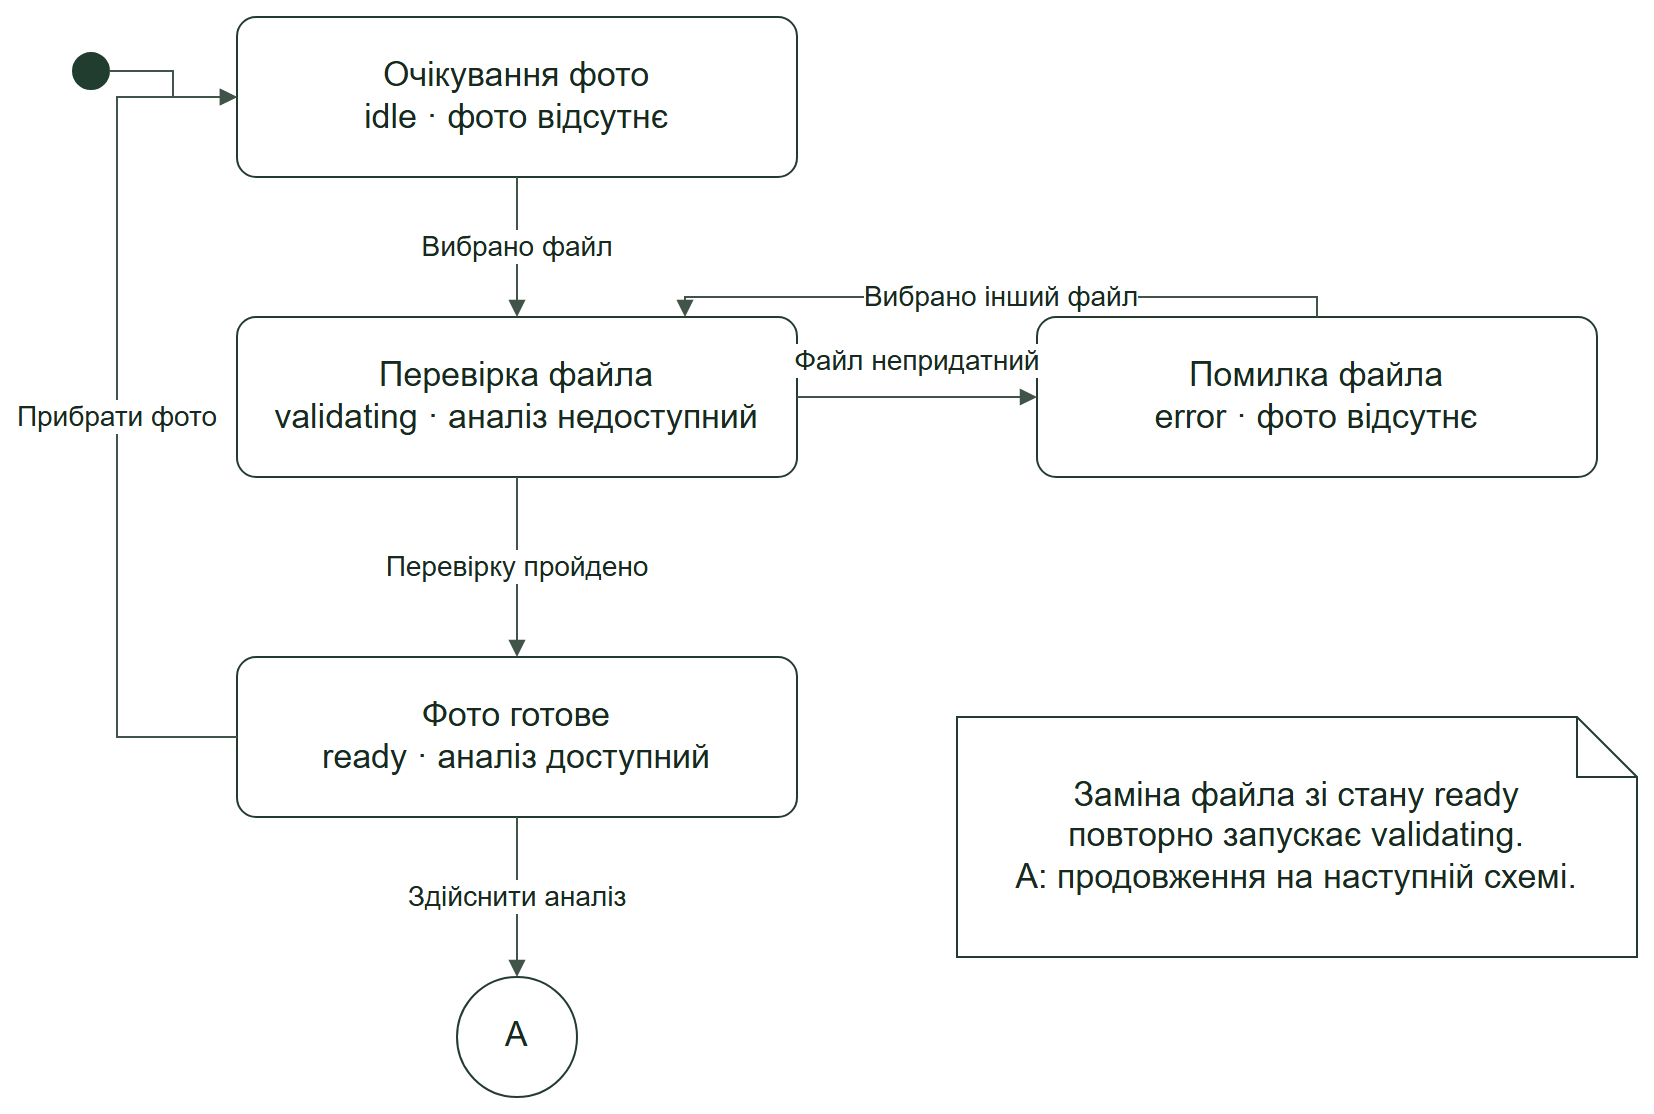 Очікування фото
idle · фото відсутнє
Вибрано файл
Вибрано інший файл
Файл непридатний
Перевірка файла
validating · аналіз недоступний
Помилка файла
error · фото відсутнє
Прибрати фото
Перевірку пройдено
Фото готове
ready · аналіз доступний
Заміна файла зі стану ready
повторно запускає validating.
А: продовження на наступній схемі.
Здійснити аналіз
А